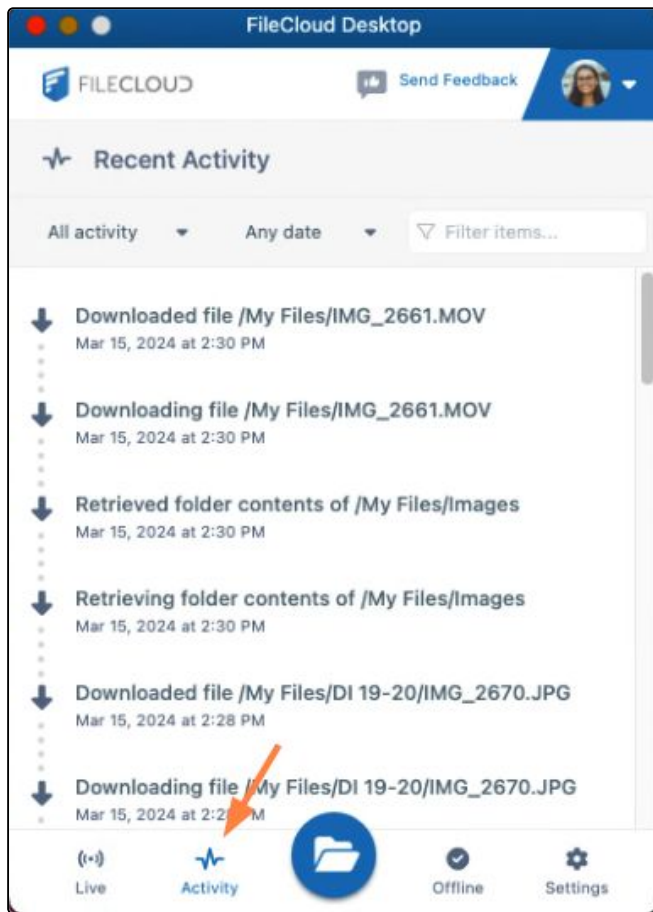 FileCloud Desktop
FILECLOUD
Send Feedback
Recent Activity
All activity Any date Filter items...
Downloaded file /My Files/IMG_2661.MOV
Mar 15, 2024 at 2:30 PM
Downloading file /My Files/IMG_2661.MOV
Mar 15, 2024 at 2:30 PM
Retrieved folder contents of /My Files/Images
Mar 15, 2024 at 2:30 PM
Retrieving folder contents of /My Files/Images
Mar 15, 2024 at 2:30 PM
Downloaded file /My Files/DI 19-20/IMG_2670.JPG
Mar 15, 2024 at 2:28 PM
Downloading file /My Files/DI 19-20/IMG_2670.JPG
Mar 15, 2024 at
Live Activity Offline Settings